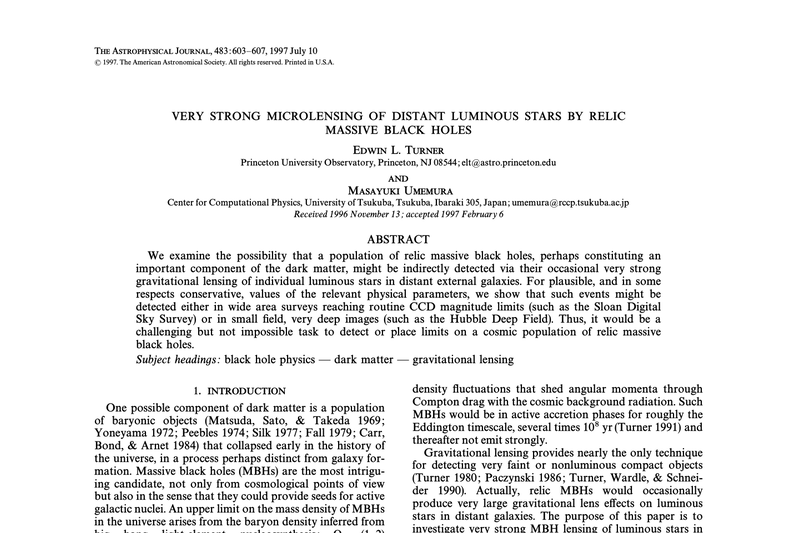 THE ASTROPHYSICAL JOURNAL, 483:603–607, 1997 July 10
© 1997. The American Astronomical Society. All rights reserved. Printed in U.S.A.
VERY STRONG MICROLENSING OF DISTANT LUMINOUS STARS BY RELIC
MASSIVE BLACK HOLES
EDWIN L. TURNER
Princeton University Observatory, Princeton, NJ 08544; elt@astro.princeton.edu
AND
MASAYUKI UMEMURA
Center for Computational Physics, University of Tsukuba, Tsukuba, Ibaraki 305, Japan; umemura@rccp.tsukuba.ac.jp
Received 1996 November 13; accepted 1997 February 6
ABSTRACT
We examine the possibility that a population of relic massive black holes, perhaps constituting an
important component of the dark matter, might be indirectly detected via their occasional very strong
gravitational lensing of individual luminous stars in distant external galaxies. For plausible, and in some
respects conservative, values of the relevant physical parameters, we show that such events might be
detected either in wide area surveys reaching routine CCD magnitude limits (such as the Sloan Digital
Sky Survey) or in small field, very deep images (such as the Hubble Deep Field). Thus, it would be a
challenging but not impossible task to detect or place limits on a cosmic population of relic massive
black holes.
Subject headings: black hole physics — dark matter — gravitational lensing
1. INTRODUCTION
One possible component of dark matter is a population
of baryonic objects (Matsuda, Sato, & Takeda 1969;
Yoneyama 1972; Peebles 1974; Silk 1977; Fall 1979; Carr,
Bond, & Arnet 1984) that collapsed early in the history of
the universe, in a process perhaps distinct from galaxy for-
mation. Massive black holes (MBHs) are the most intrigu-
ing candidate, not only from cosmological points of view
but also in the sense that they could provide seeds for active
galactic nuclei. An upper limit on the mass density of MBHs
in the universe arises from the baryon density inferred from
density fluctuations that shed angular momenta through
Compton drag with the cosmic background radiation. Such
MBHs would be in active accretion phases for roughly the
Eddington timescale, several times 10⁸ yr (Turner 1991) and
thereafter not emit strongly.
Gravitational lensing provides nearly the only technique
for detecting very faint or nonluminous compact objects
(Turner 1980; Paczynski 1986; Turner, Wardle, & Schnei-
der 1990). Actually, relic MBHs would occasionally
produce very large gravitational lens effects on luminous
stars in distant galaxies. The purpose of this paper is to
investigate very strong MBH lensing of luminous stars in